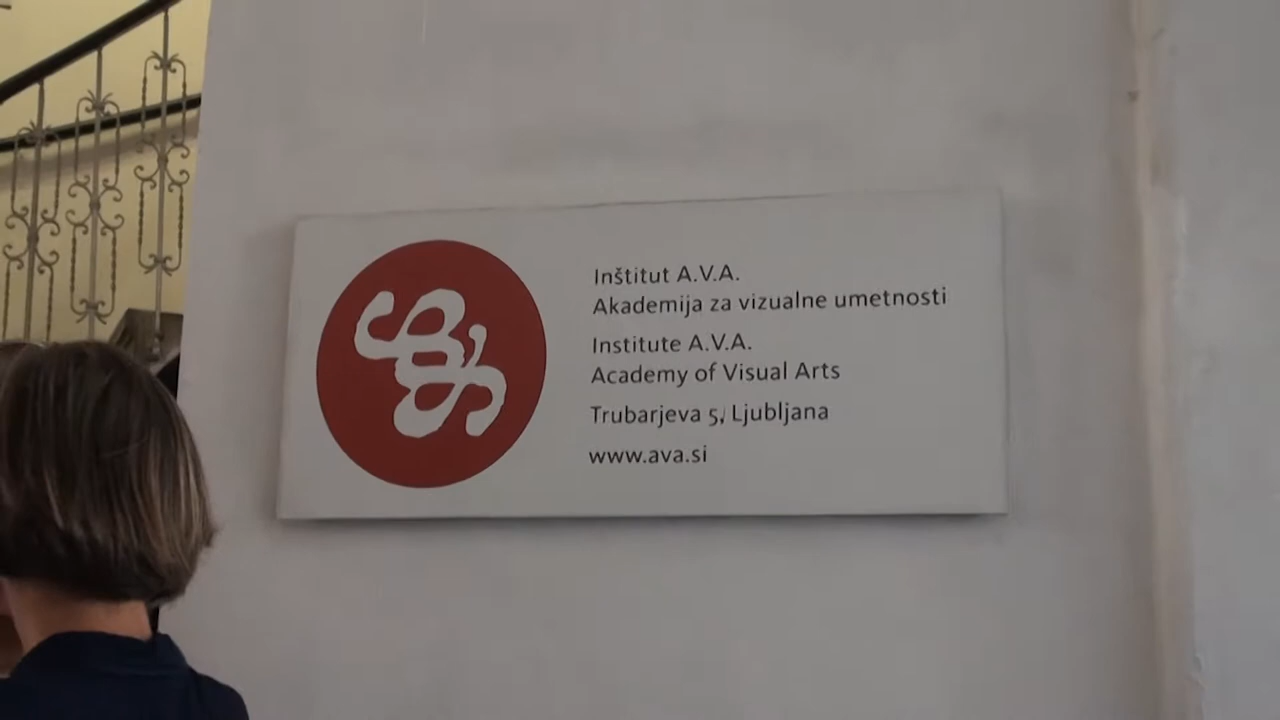 Inštitut A.V.A.
Akademija za vizualne umetnosti
Institute A.V.A.
Academy of Visual Arts
Trubarjeva 5, Ljubljana
www.ava.si